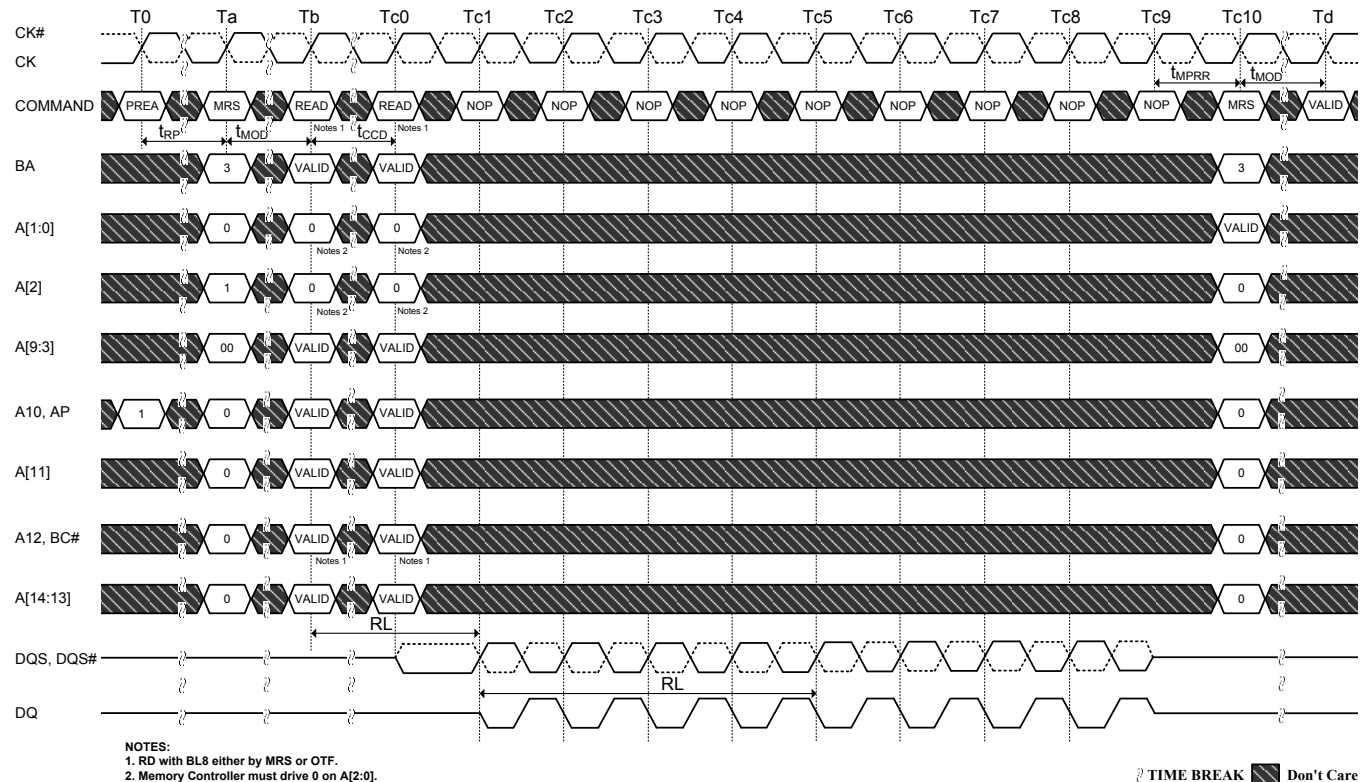 T0 Ta Tb Tc0 Tc1 Tc2 Tc3 Tc4 Tc5 Tc6 Tc7 Tc8 Tc9 Tc10 Td
CK#
CK
tMPRR tMOD
COMMAND PREA MRS READ READ NOP NOP NOP NOP NOP NOP NOP NOP NOP MRS VALID
Notes 1 Notes 1
tRP tMOD tCCD
BA 3 VALID VALID 3
A[1:0] 0 0 0 VALID
Notes 2 Notes 2
A[2] 1 0 0 0
Notes 2 Notes 2
A[9:3] 00 VALID VALID 00
A10, AP 1 0 VALID VALID 0
A[11] 0 VALID VALID 0
A12, BC# 0 VALID VALID 0
Notes 1 Notes 1
A[14:13] 0 VALID VALID 0
RL
DQS, DQS#
RL
DQ
NOTES:
1. RD with BL8 either by MRS or OTF.
2. Memory Controller must drive 0 on A[2:0].
TIME BREAK Don't Care